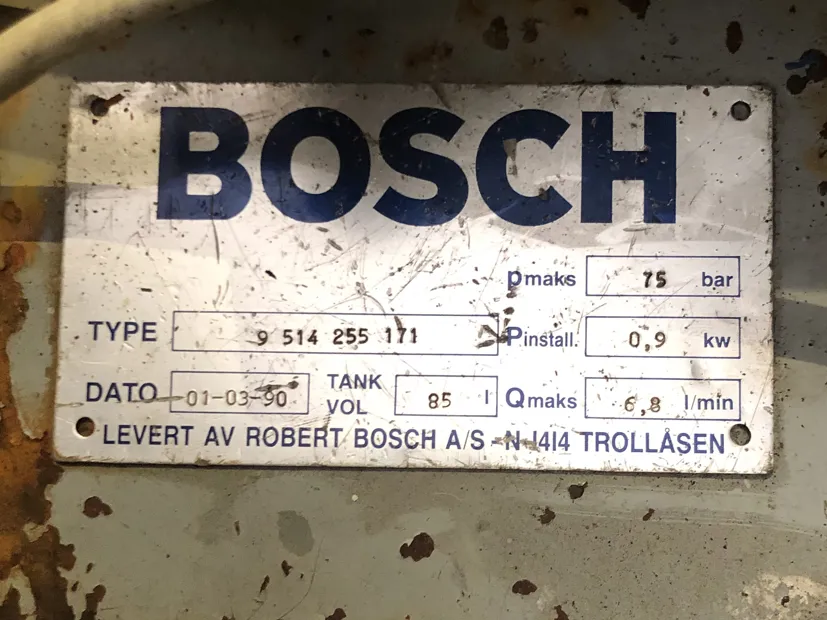 BOSCH
pmaks 75 bar
TYPE 9 514 255 171 Pinstall. 0,9 kw
DATO 01-03-90 TANK VOL 85 l Qmaks 6,8 l/min
LEVERT AV ROBERT BOSCH A/S - N-1414 TROLLÅSEN